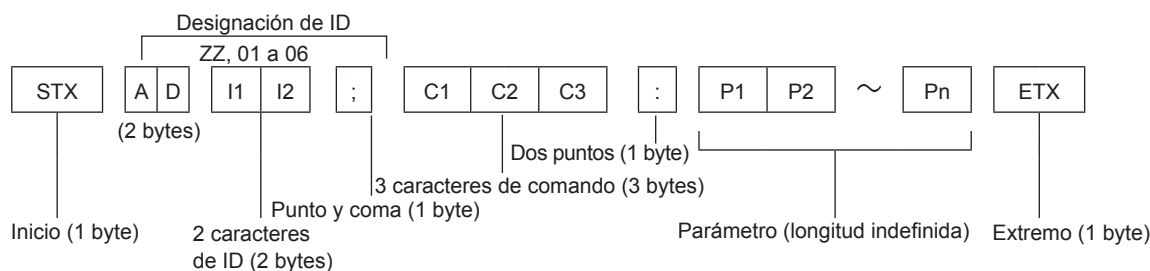 Designación de ID
ZZ, 01 a 06
STX A D I1 I2 ; C1 C2 C3 : P1 P2 ～ Pn ETX
(2 bytes)
Dos puntos (1 byte)
3 caracteres de comando (3 bytes)
Punto y coma (1 byte)
Inicio (1 byte)
2 caracteres
de ID (2 bytes)
Parámetro (longitud indefinida)
Extremo (1 byte)